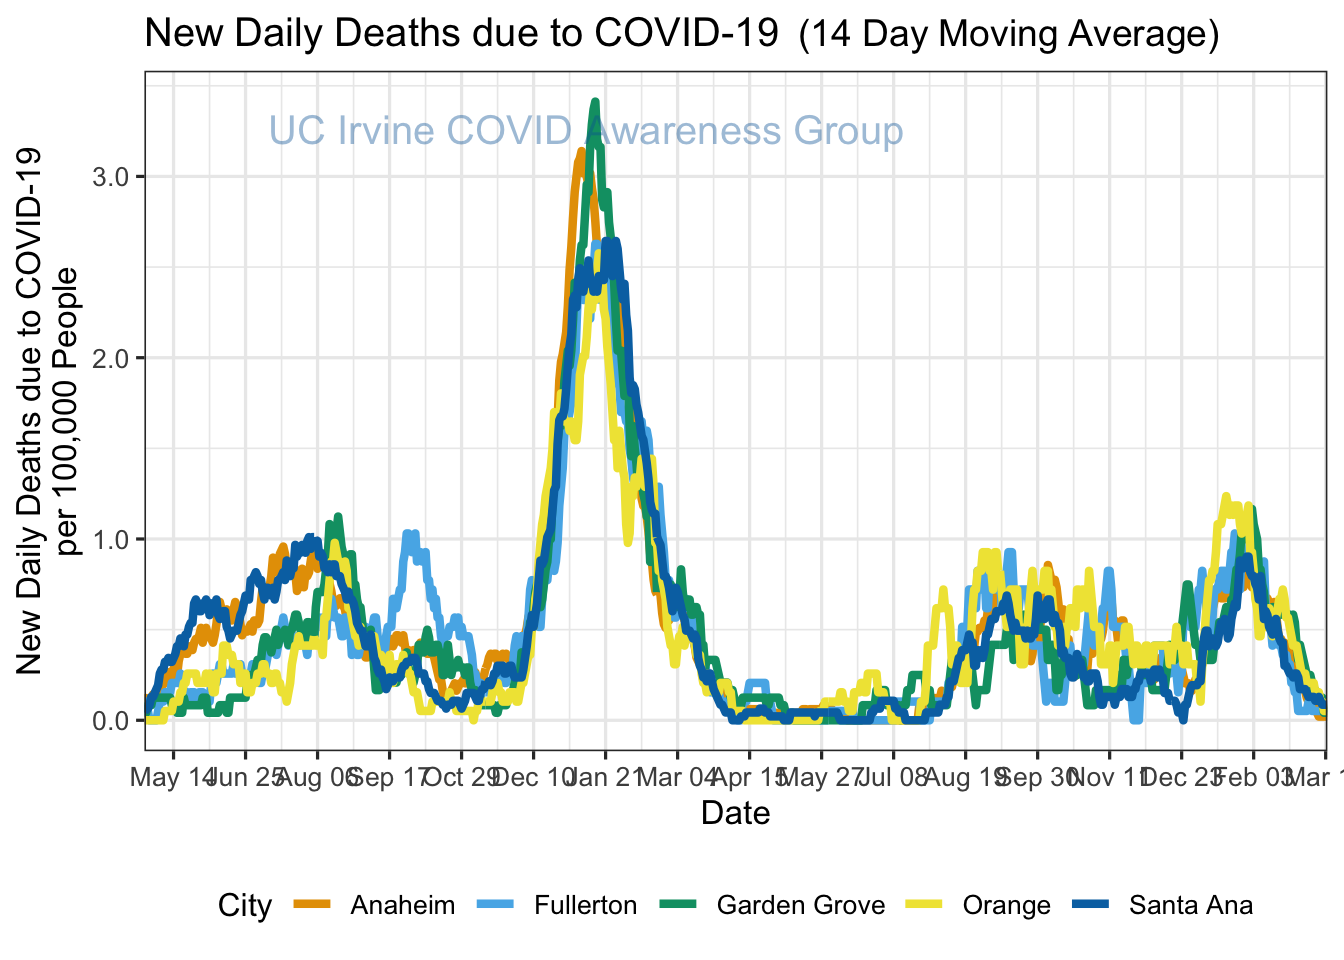 New Daily Deaths due to COVID-19 (14 Day Moving Average)
UC Irvine COVID Awareness Group
New Daily Deaths due to COVID-19
per 100,000 People
3.0
2.0
1.0
0.0
May 14 Jun 25 Aug 06 Sep 17 Oct 29 Dec 10 Jan 21 Mar 04 Apr 15 May 27 Jul 08 Aug 19 Sep 30 Nov 11 Dec 23 Feb 03 Mar 1
Date
City Anaheim Fullerton Garden Grove Orange Santa Ana